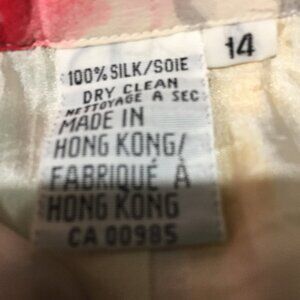 100% SILK/SOIE
DRY CLEAN
NETTOYAGE A SEC
MADE IN
HONG KONG/
FABRIQUÉ À
HONG KONG
CA 00985
14